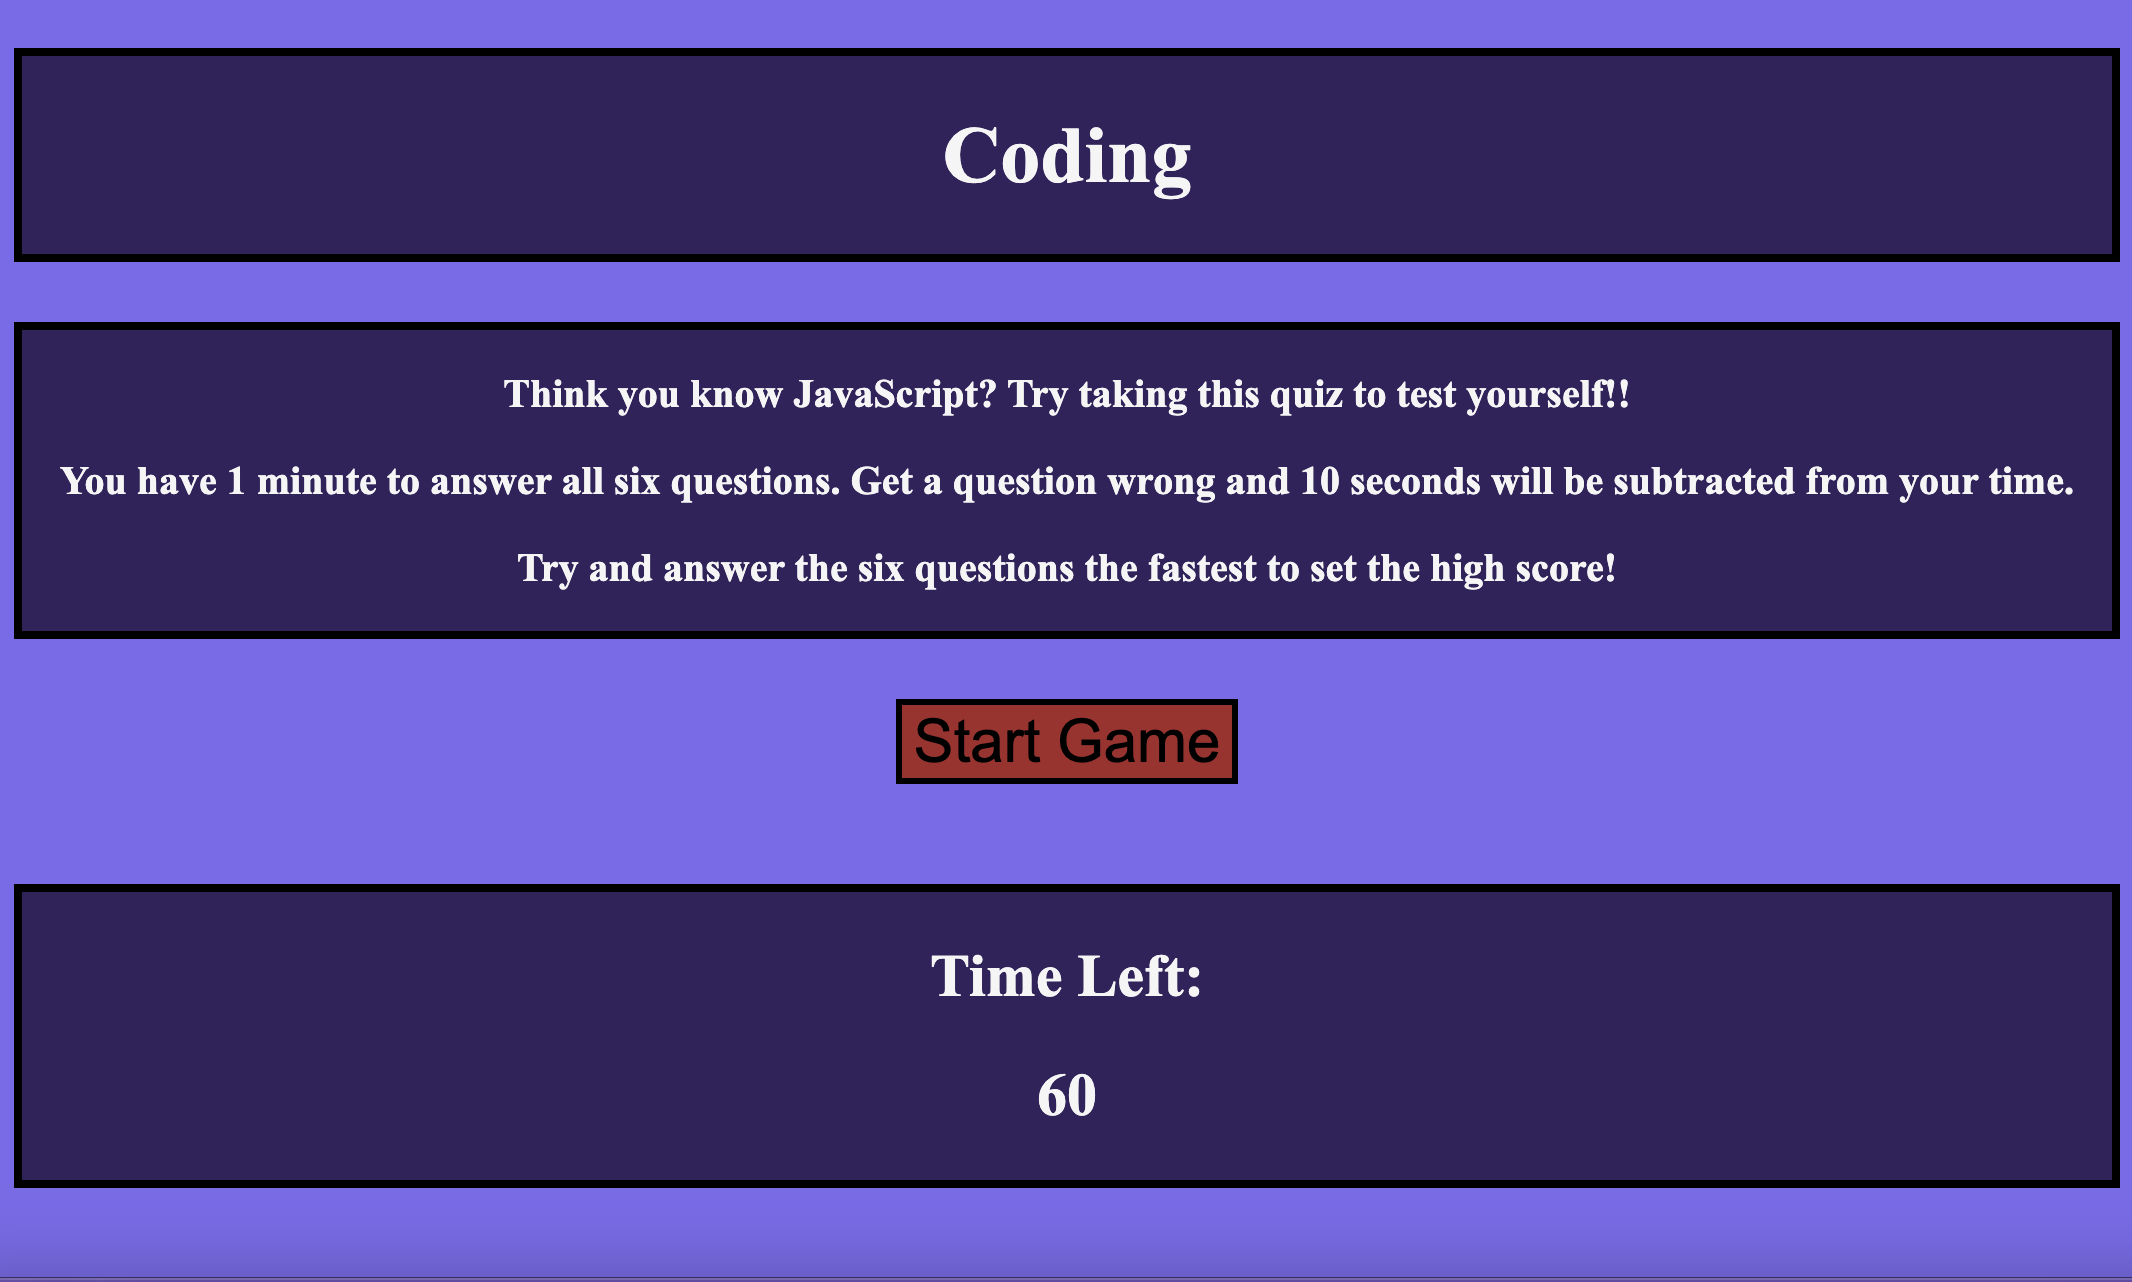 Coding
Think you know JavaScript? Try taking this quiz to test yourself!!
You have 1 minute to answer all six questions. Get a question wrong and 10 seconds will be subtracted from your time.
Try and answer the six questions the fastest to set the high score!
Start Game
Time Left:
60